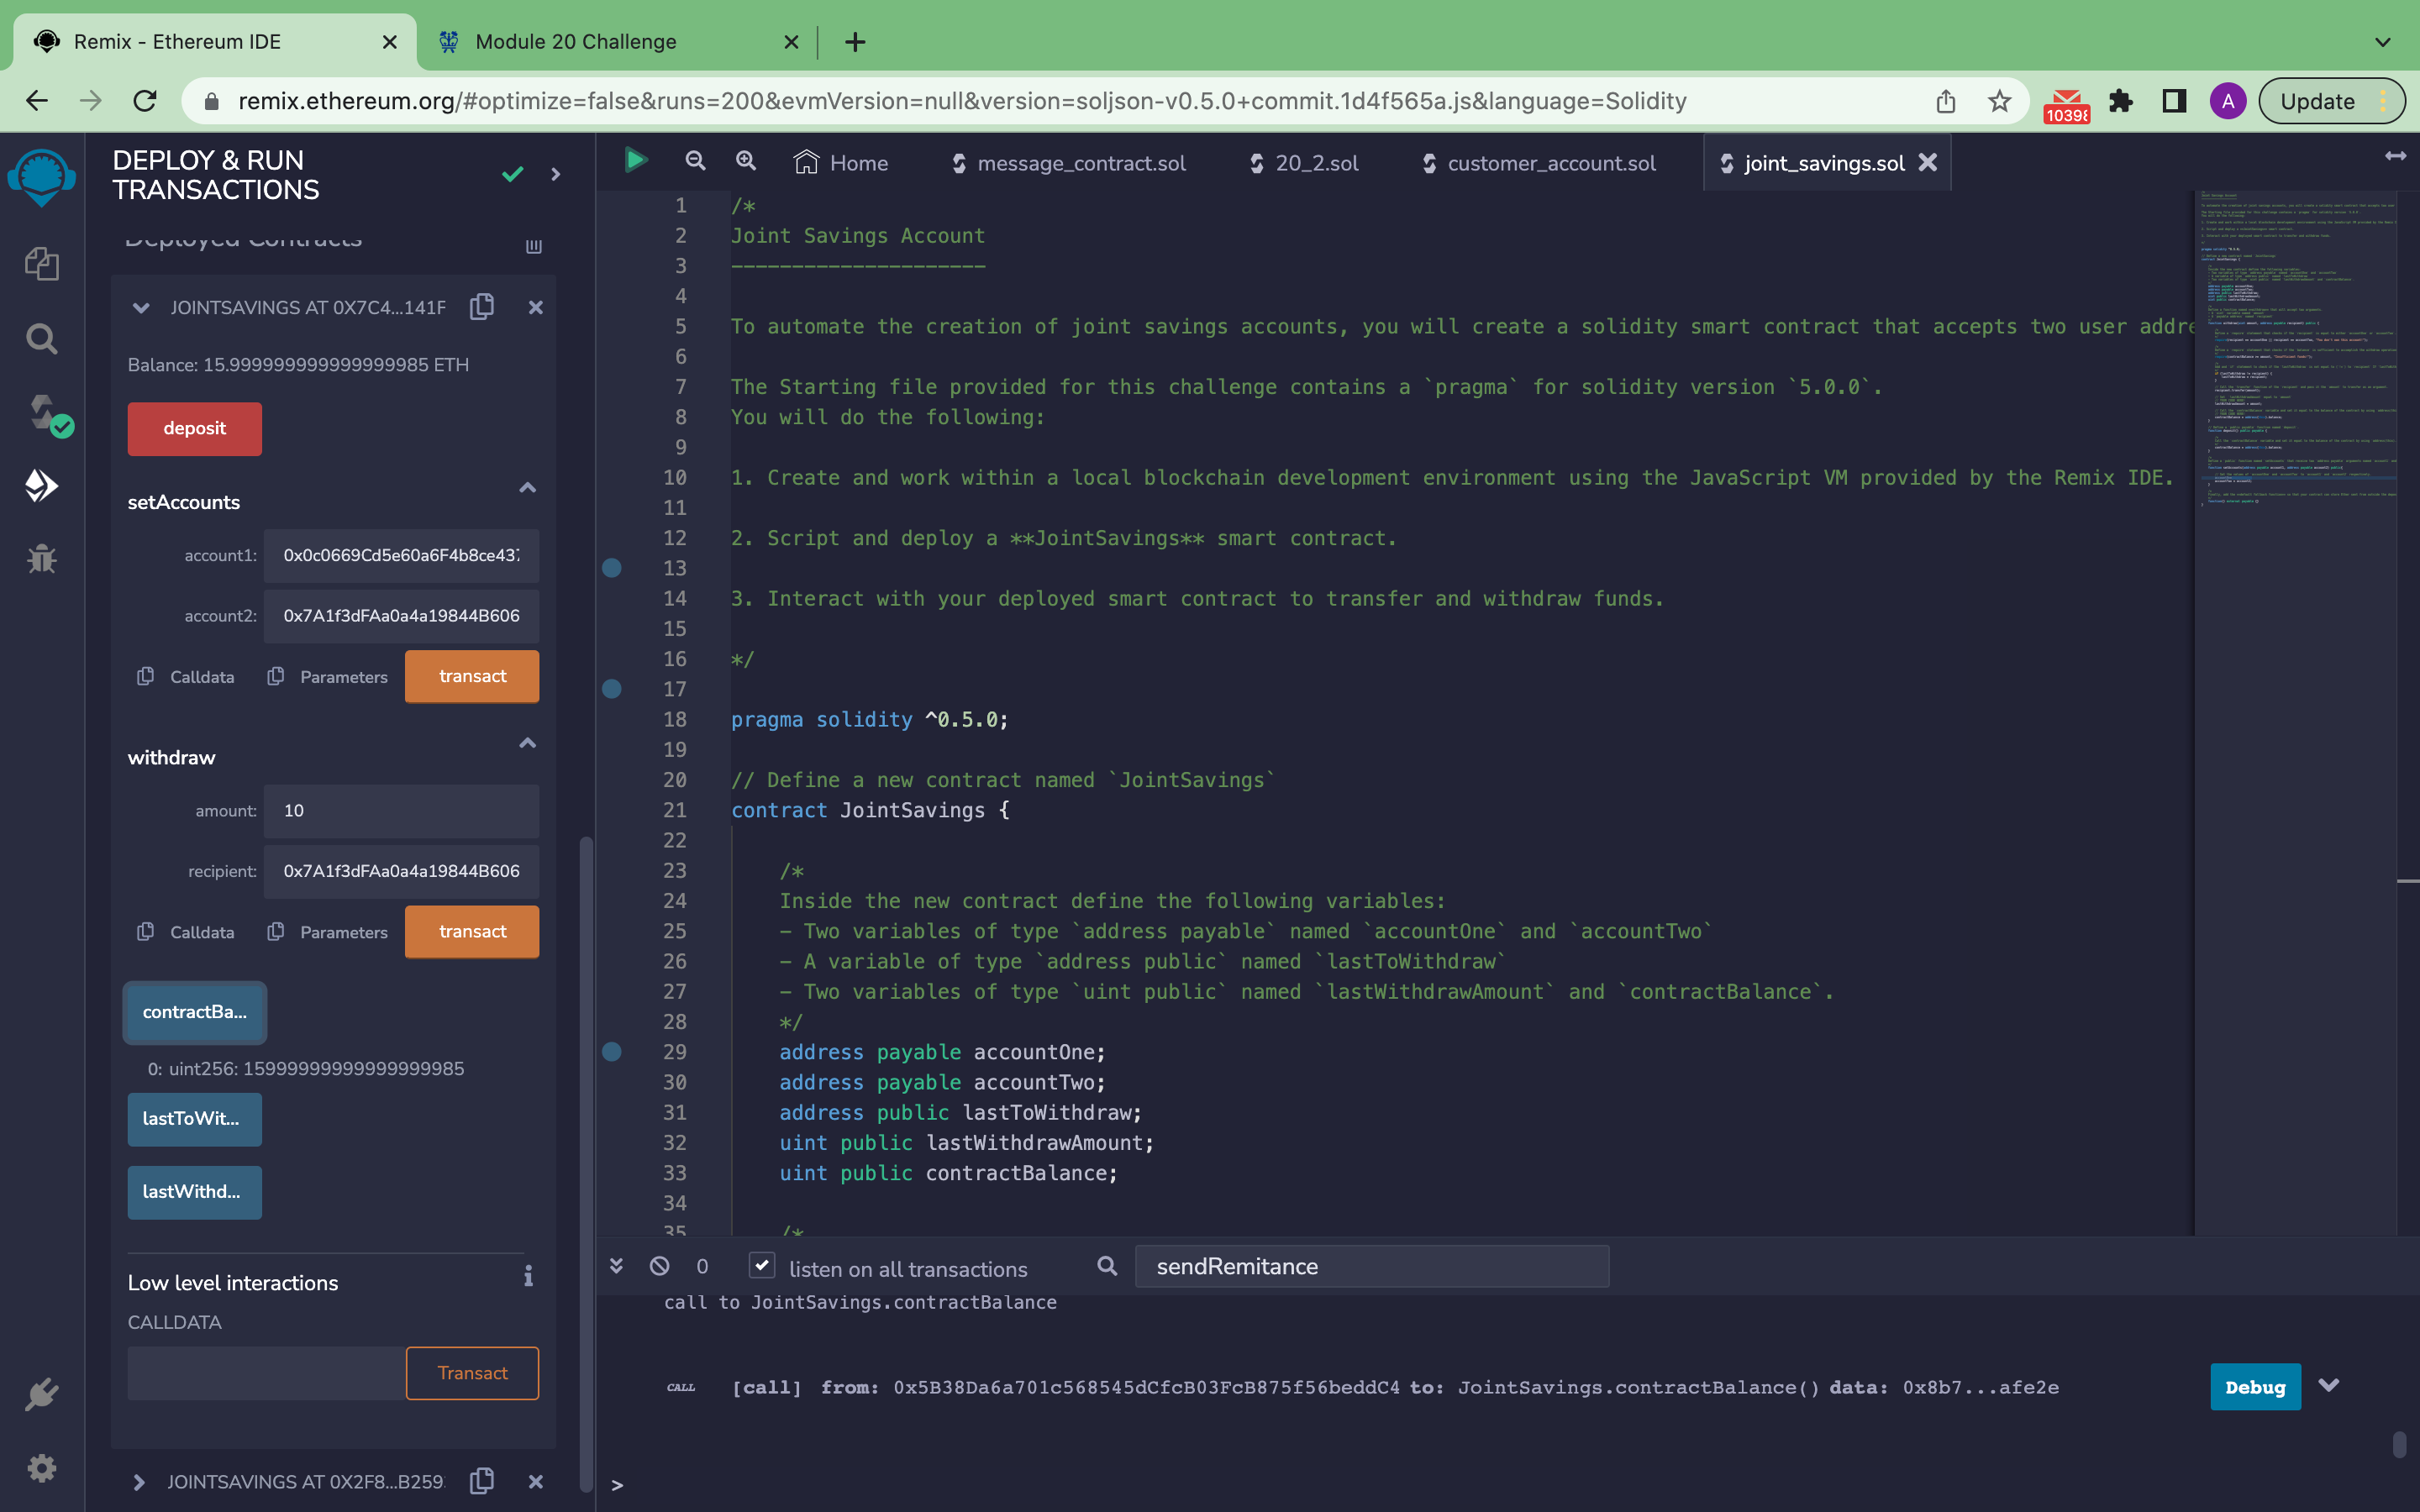 Remix - Ethereum IDE
Module 20 Challenge
remix.ethereum.org/#optimize=false&runs=200&evmVersion=null&version=soljson-v0.5.0+commit.1d4f565a.js&language=Solidity
1039
A
Update
DEPLOY & RUN
TRANSACTIONS
Deployed Contracts
JOINTSAVINGS AT 0X7C4...141F
Balance: 15.999999999999999985 ETH
deposit
setAccounts
account1: 0x0c0669Cd5e60a6F4b8ce437
account2: 0x7A1f3dFAa0a4a19844B606
Calldata Parameters transact
withdraw
amount: 10
recipient: 0x7A1f3dFAa0a4a19844B606
Calldata Parameters transact
contractBa...
0: uint256: 15999999999999999985
lastToWit...
lastWithd...
Low level interactions
CALLDATA
Transact
JOINTSAVINGS AT 0X2F8...B259
Home message_contract.sol 20_2.sol customer_account.sol joint_savings.sol
1 /*
2 Joint Savings Account
3 ---------------------
4
5 To automate the creation of joint savings accounts, you will create a solidity smart contract that accepts two user addre
6
7 The Starting file provided for this challenge contains a `pragma` for solidity version `5.0.0`.
8 You will do the following:
9
10 1. Create and work within a local blockchain development environment using the JavaScript VM provided by the Remix IDE.
11
12 2. Script and deploy a **JointSavings** smart contract.
13
14 3. Interact with your deployed smart contract to transfer and withdraw funds.
15
16 */
17
18 pragma solidity ^0.5.0;
19
20 // Define a new contract named `JointSavings`
21 contract JointSavings {
22
23 /*
24 Inside the new contract define the following variables:
25 - Two variables of type `address payable` named `accountOne` and `accountTwo`
26 - A variable of type `address public` named `lastToWithdraw`
27 - Two variables of type `uint public` named `lastWithdrawAmount` and `contractBalance`.
28 */
29 address payable accountOne;
30 address payable accountTwo;
31 address public lastToWithdraw;
32 uint public lastWithdrawAmount;
33 uint public contractBalance;
34
35 /*
0 listen on all transactions sendRemitance
call to JointSavings.contractBalance
CALL [call] from: 0x5B38Da6a701c568545dCfcB03FcB875f56beddC4 to: JointSavings.contractBalance() data: 0x8b7...afe2e
Debug
>